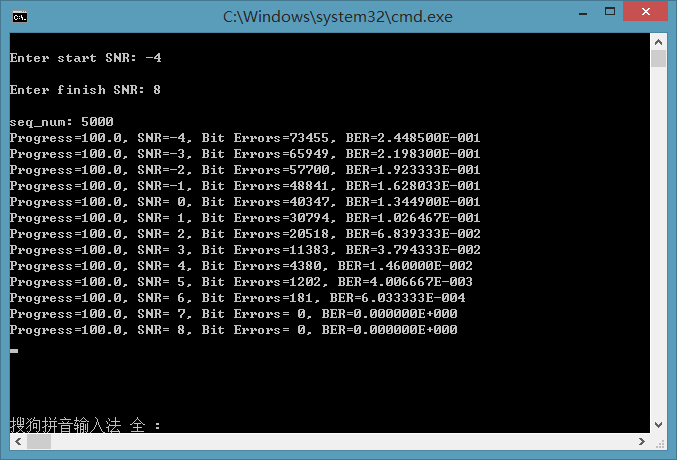 C:\Windows\system32\cmd.exe
Enter start SNR: -4
Enter finish SNR: 8
seq_num: 5000
Progress=100.0, SNR=-4, Bit Errors=73455, BER=2.448500E-001
Progress=100.0, SNR=-3, Bit Errors=65949, BER=2.198300E-001
Progress=100.0, SNR=-2, Bit Errors=57700, BER=1.923333E-001
Progress=100.0, SNR=-1, Bit Errors=48841, BER=1.628033E-001
Progress=100.0, SNR= 0, Bit Errors=40347, BER=1.344900E-001
Progress=100.0, SNR= 1, Bit Errors=30794, BER=1.026467E-001
Progress=100.0, SNR= 2, Bit Errors=20518, BER=6.839333E-002
Progress=100.0, SNR= 3, Bit Errors=11383, BER=3.794333E-002
Progress=100.0, SNR= 4, Bit Errors=4380, BER=1.460000E-002
Progress=100.0, SNR= 5, Bit Errors=1202, BER=4.006667E-003
Progress=100.0, SNR= 6, Bit Errors=181, BER=6.033333E-004
Progress=100.0, SNR= 7, Bit Errors= 0, BER=0.000000E+000
Progress=100.0, SNR= 8, Bit Errors= 0, BER=0.000000E+000
搜狗拼音输入法 全 :